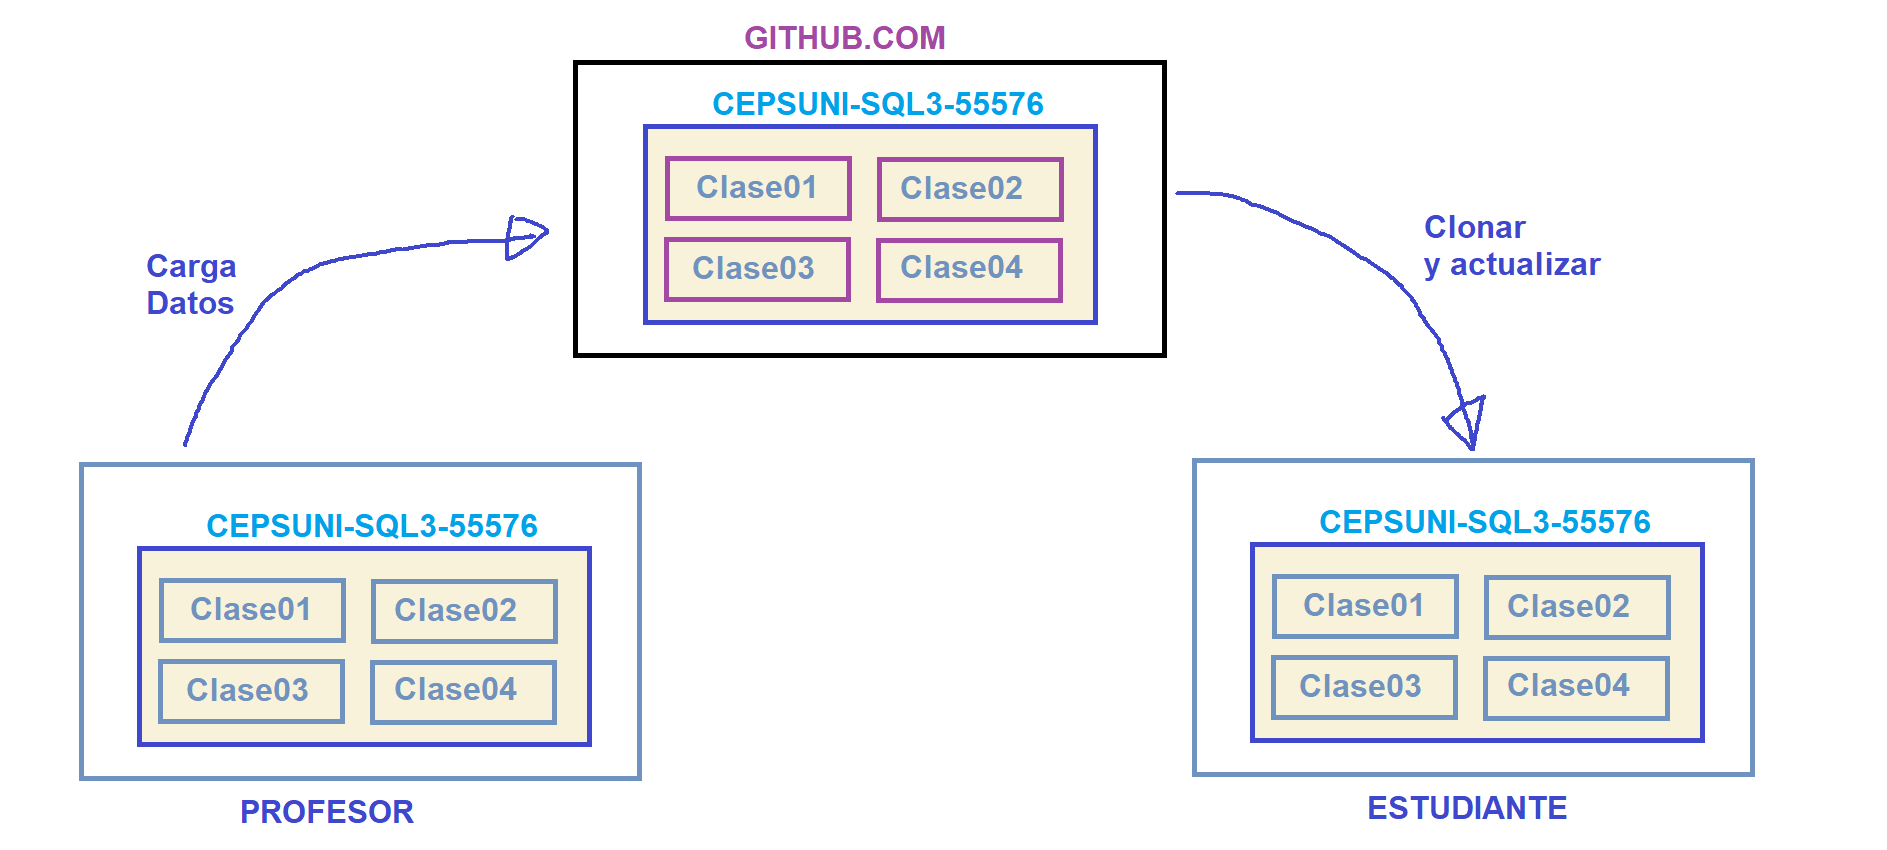 GITHUB.COM
CEPSUNI-SQL3-55576
Clase01
Clase02
Clase03
Clase04
Carga
Datos
Clonar
y actualizar
CEPSUNI-SQL3-55576
Clase01
Clase02
Clase03
Clase04
PROFESOR
CEPSUNI-SQL3-55576
Clase01
Clase02
Clase03
Clase04
ESTUDIANTE